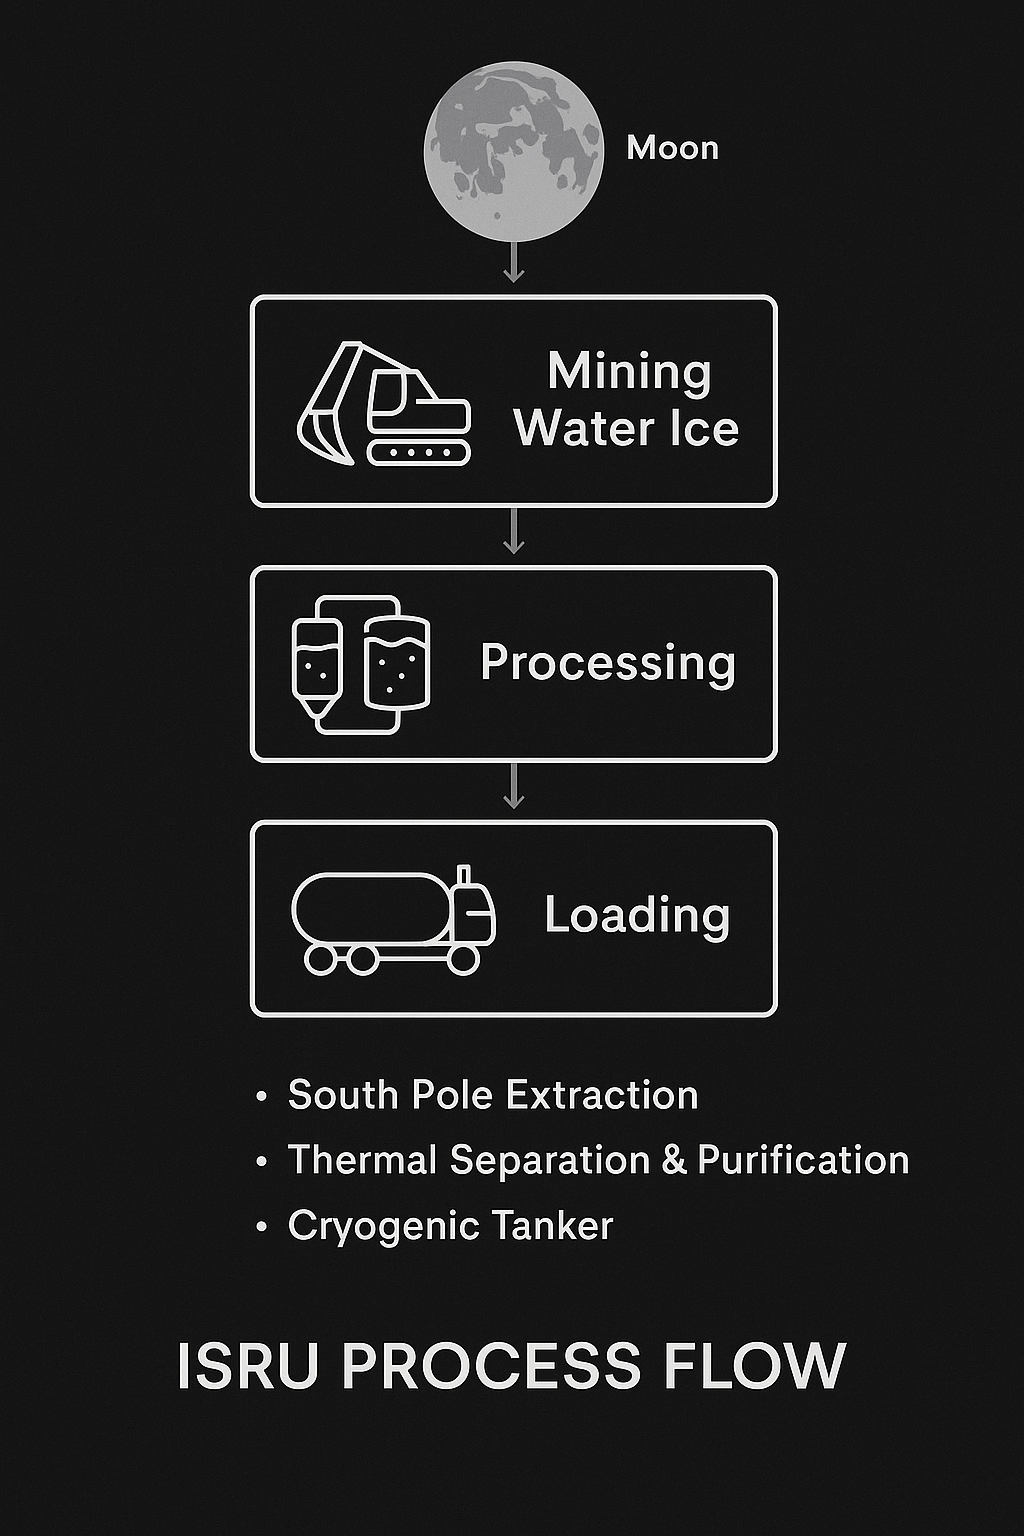 Moon
Mining
Water Ice
Processing
Loading
• South Pole Extraction
• Thermal Separation & Purification
• Cryogenic Tanker
ISRU PROCESS FLOW